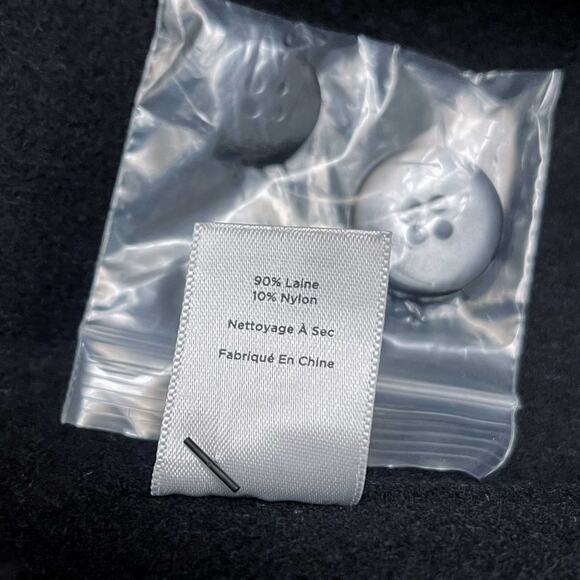 90% Laine
10% Nylon
Nettoyage À Sec
Fabriqué En Chine